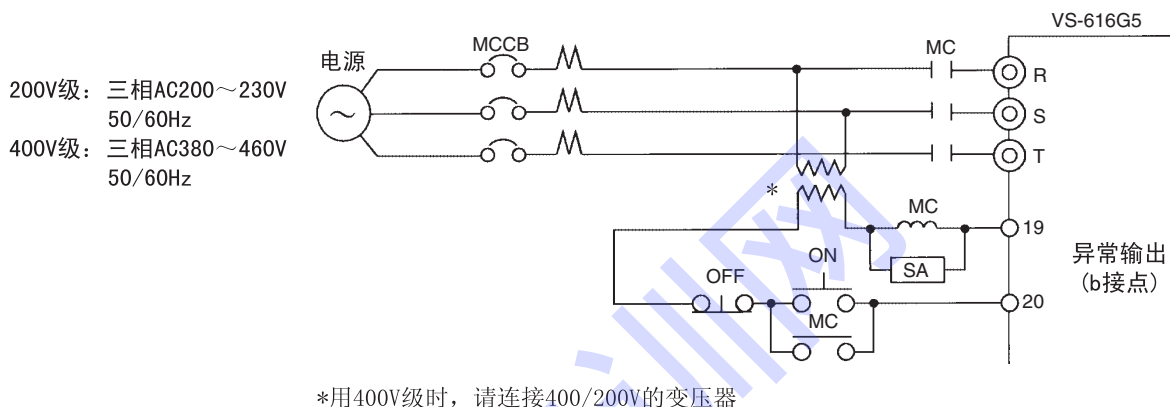 VS-616G5
电源
MCCB
MC
R
200V级：三相AC200～230V
50/60Hz
S
400V级：三相AC380～460V
50/60Hz
T
*
MC
19
SA
异常输出
(b接点)
OFF
ON
20
MC
*用400V级时，请连接400/200V的变压器
训网